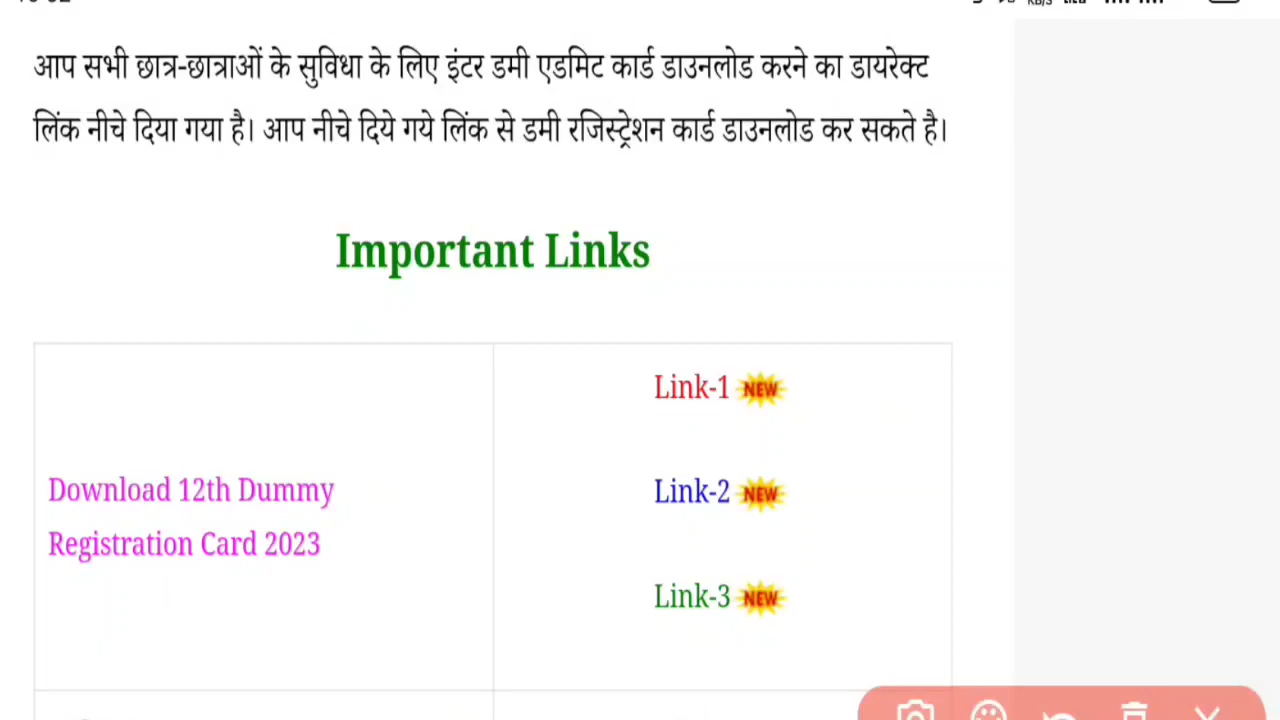 आप सभी छात्र-छात्राओं के सुविधा के लिए इंटर डमी एडमिट कार्ड डाउनलोड करने का डायरेक्ट
लिंक नीचे दिया गया है। आप नीचे दिये गये लिंक से डमी रजिस्ट्रेशन कार्ड डाउनलोड कर सकते है।
Important Links
Link-1 NEW
Link-2 NEW
Download 12th Dummy
Registration Card 2023
Link-3 NEW